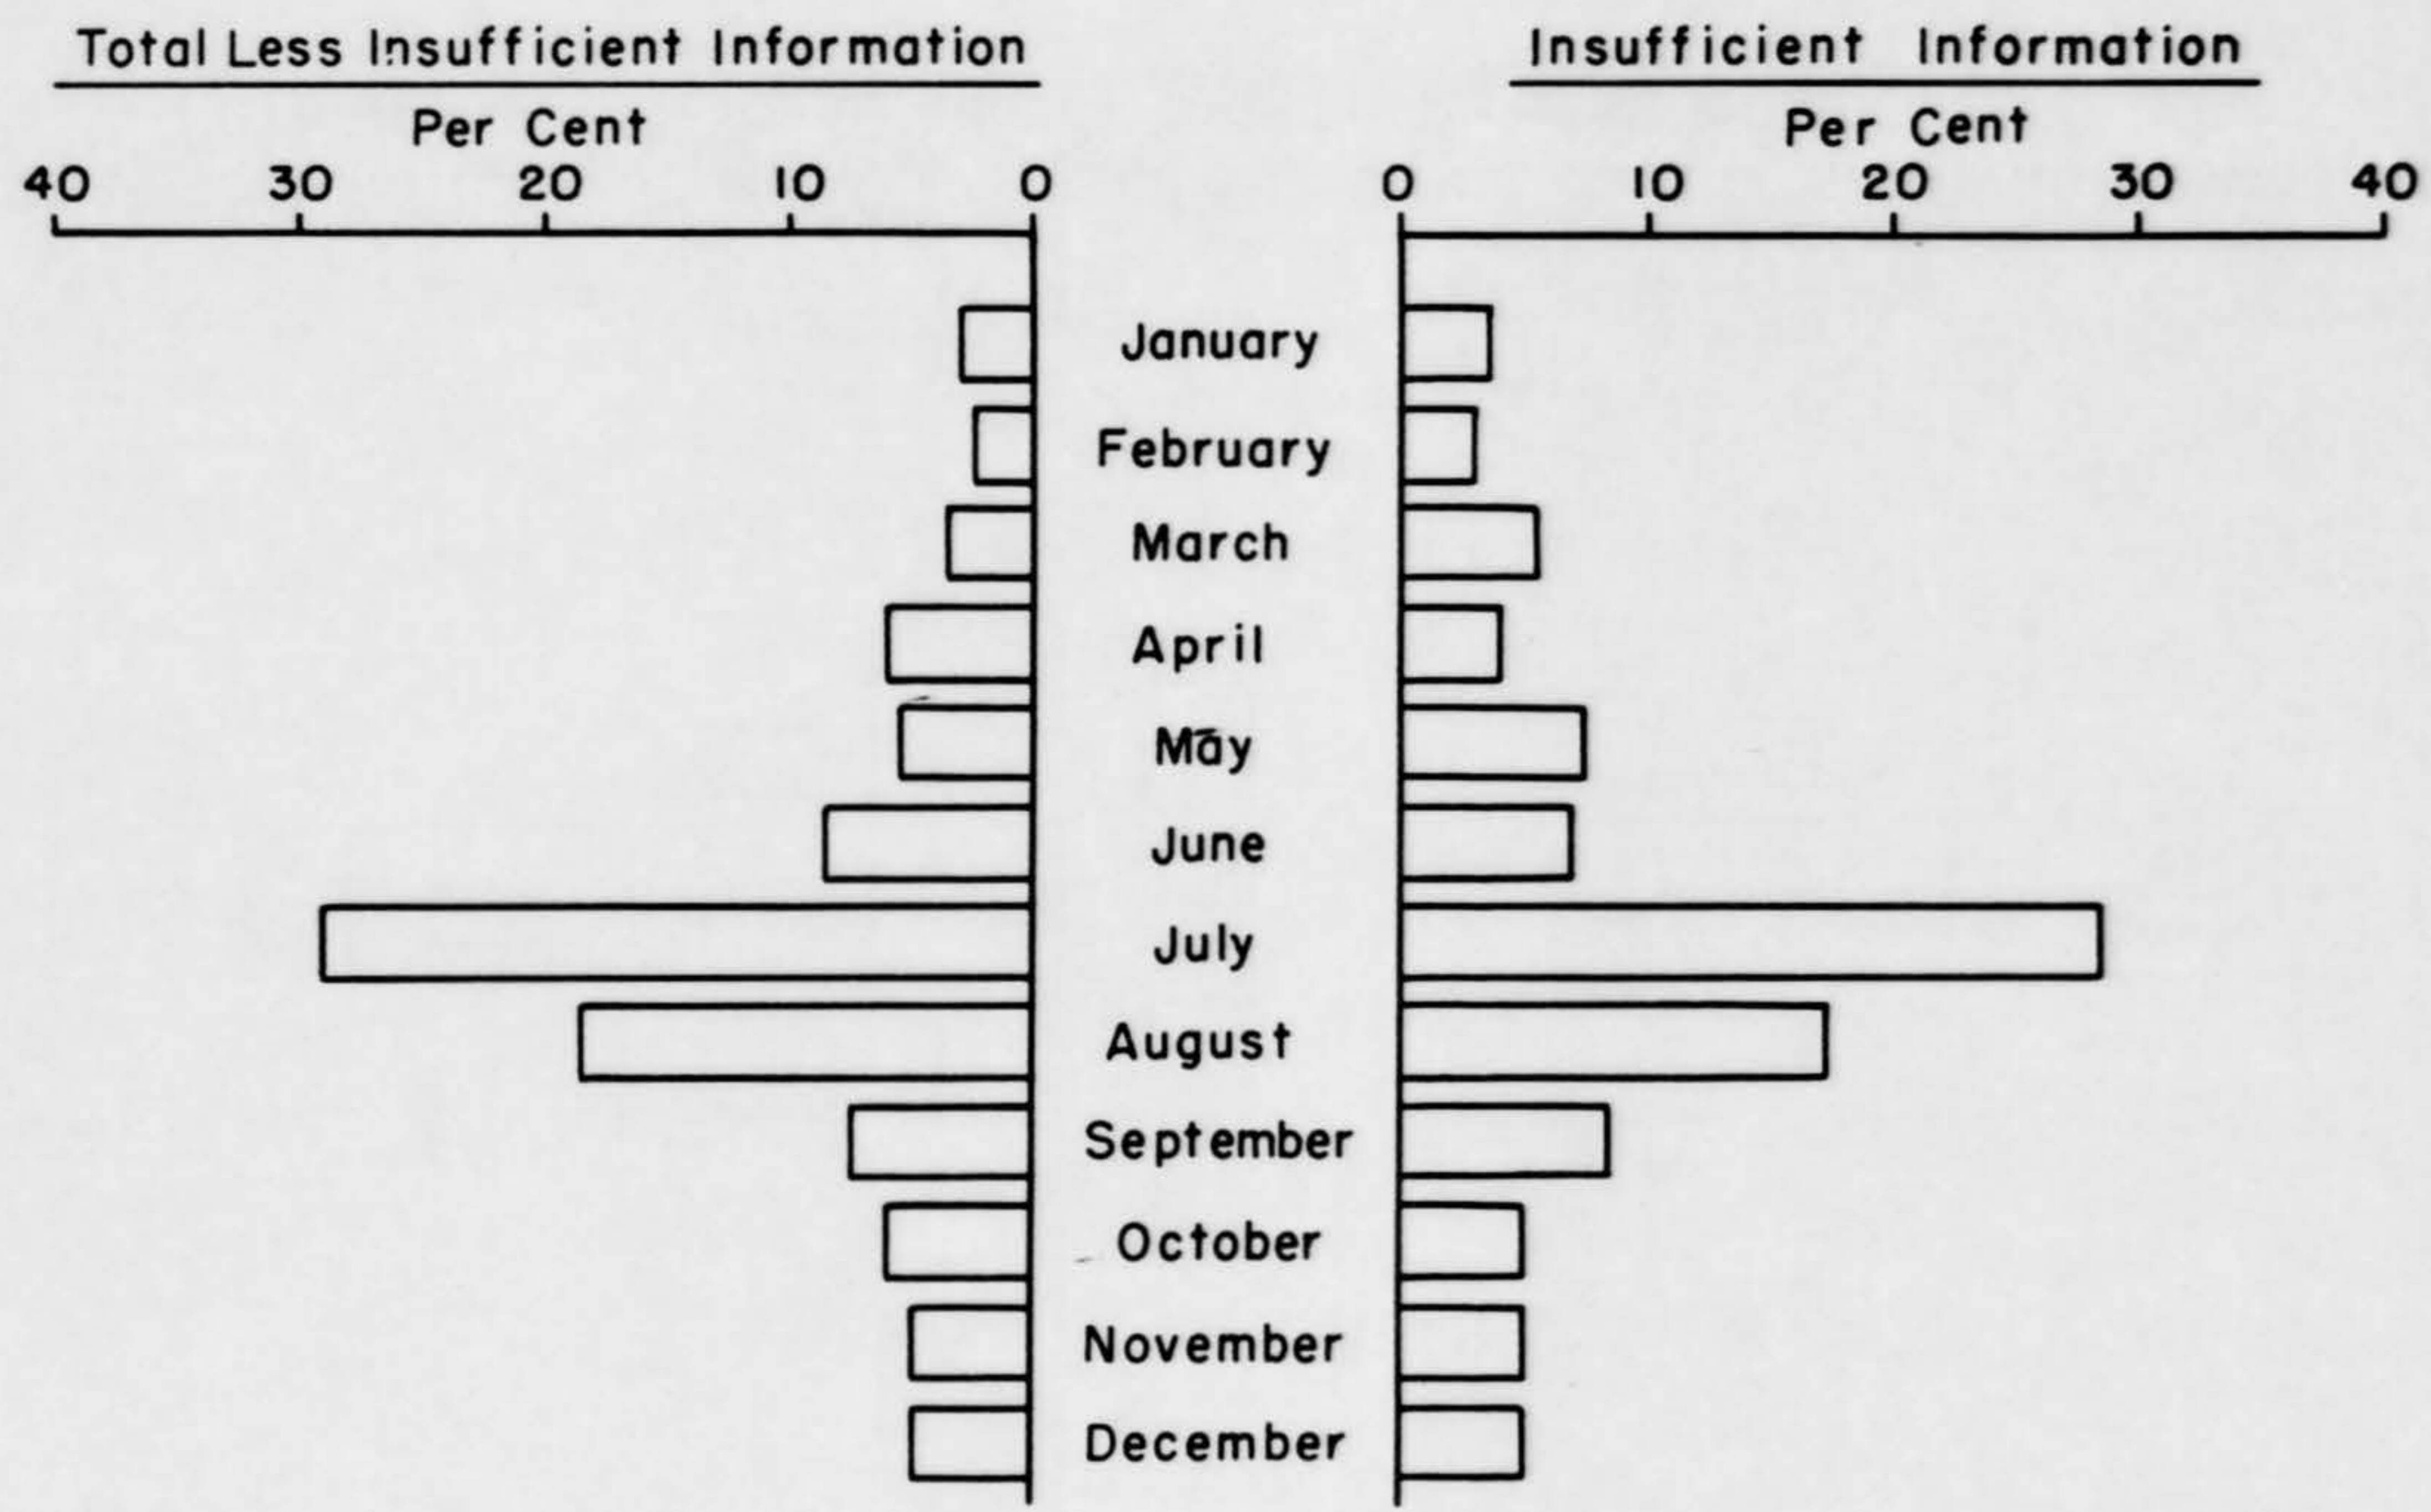 Total Less Insufficient Information
Per Cent
40 30 20 10 0
Insufficient Information
Per Cent
0 10 20 30 40
January
February
March
April
May
June
July
August
September
October
November
December